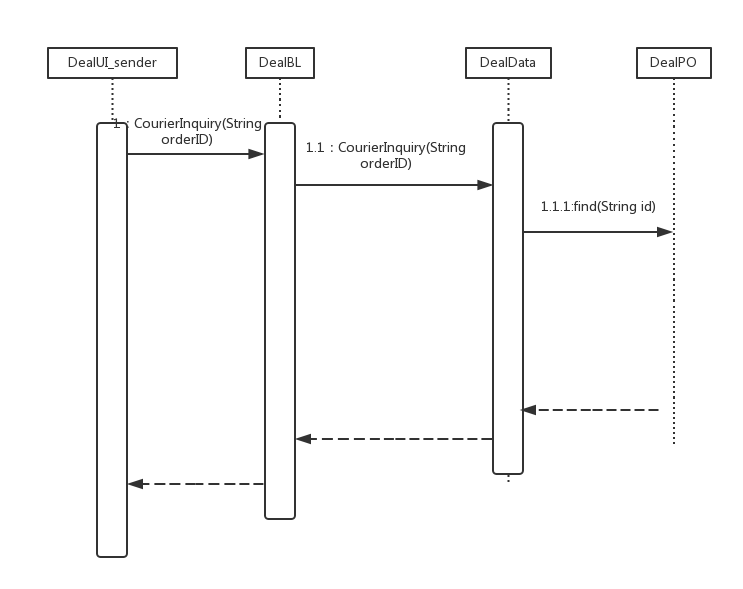 DealUI_sender
DealBL
DealData
DealPO
1 : CourierInquiry(String
orderID)
1.1 : CourierInquiry(String
orderID)
1.1.1:find(String id)